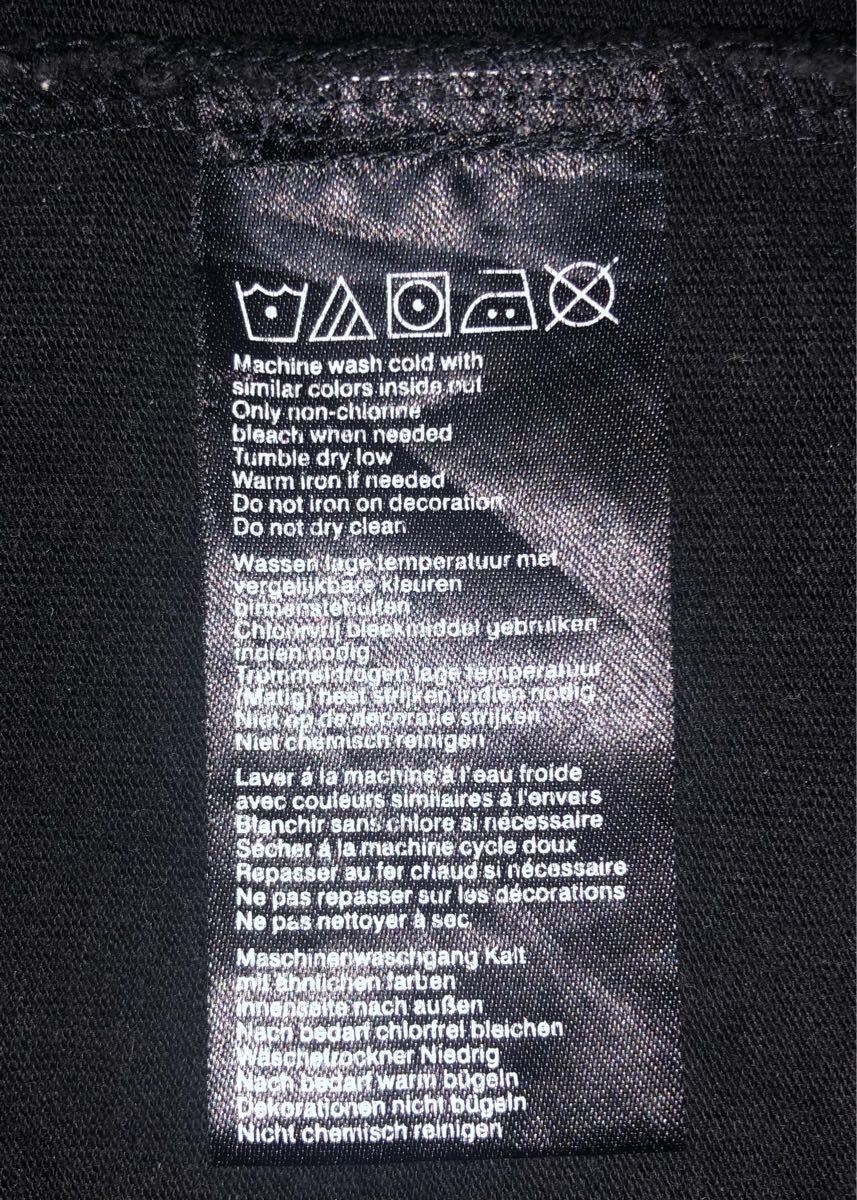 Machine wash cold with
similar colors inside out
Only non-chlorine
bleach when needed
Tumble dry low
Warm iron if needed
Do not iron on decoration
Do not dry clean
Wassen lage temperatuur met
vergelijkbare kleuren
binnenstebuiten
Chloorvrij bleekmiddel gebruiken
indien nodig
Trommeldrogen lage temperatuur
(Matig) heet strijken indien nodig
Niet op de decoratie strijken
Niet chemisch reinigen
Laver á la machine à l'eau froide
avec couleurs similaires á l'envers
Blanchir sans chlore si nécessaire
Sécher á la machine cycle doux
Repasser au fer chaud si nécessaire
Ne pas repasser sur les décorations
Ne pas nettoyer à sec
Maschinenwaschgang Kalt
mit ähnlichen farben
Innenseite nach außen
Nach bedarf chlorfrei bleichen
Wäschetrockner Niedrig
Nach bedarf warm bügeln
Dekorationen nicht bügeln
Nicht chemisch reinigen